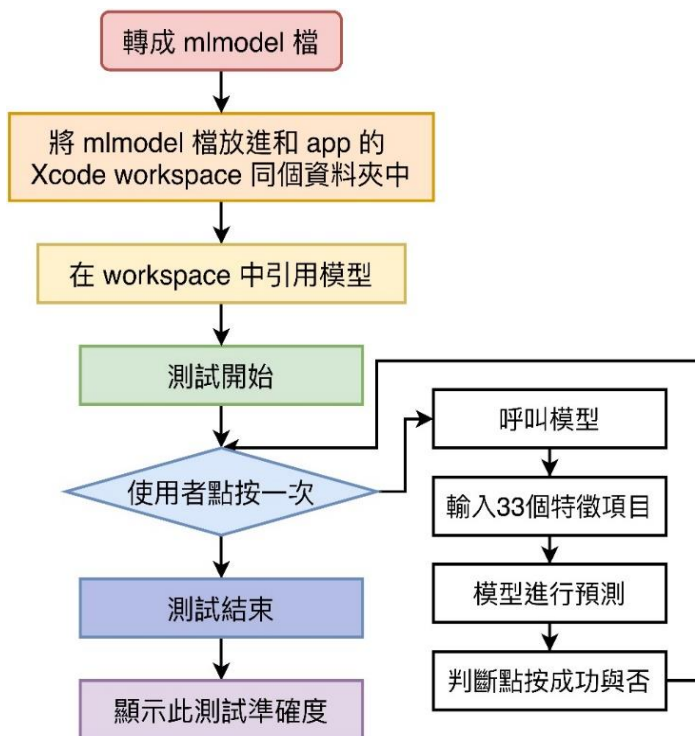 轉成 mlmodel 檔
將 mlmodel 檔放進和 app 的
Xcode workspace 同個資料夾中
在 workspace 中引用模型
測試開始
使用者點按一次
呼叫模型
輸入33個特徵項目
模型進行預測
判斷點按成功與否
測試結束
顯示此測試準確度